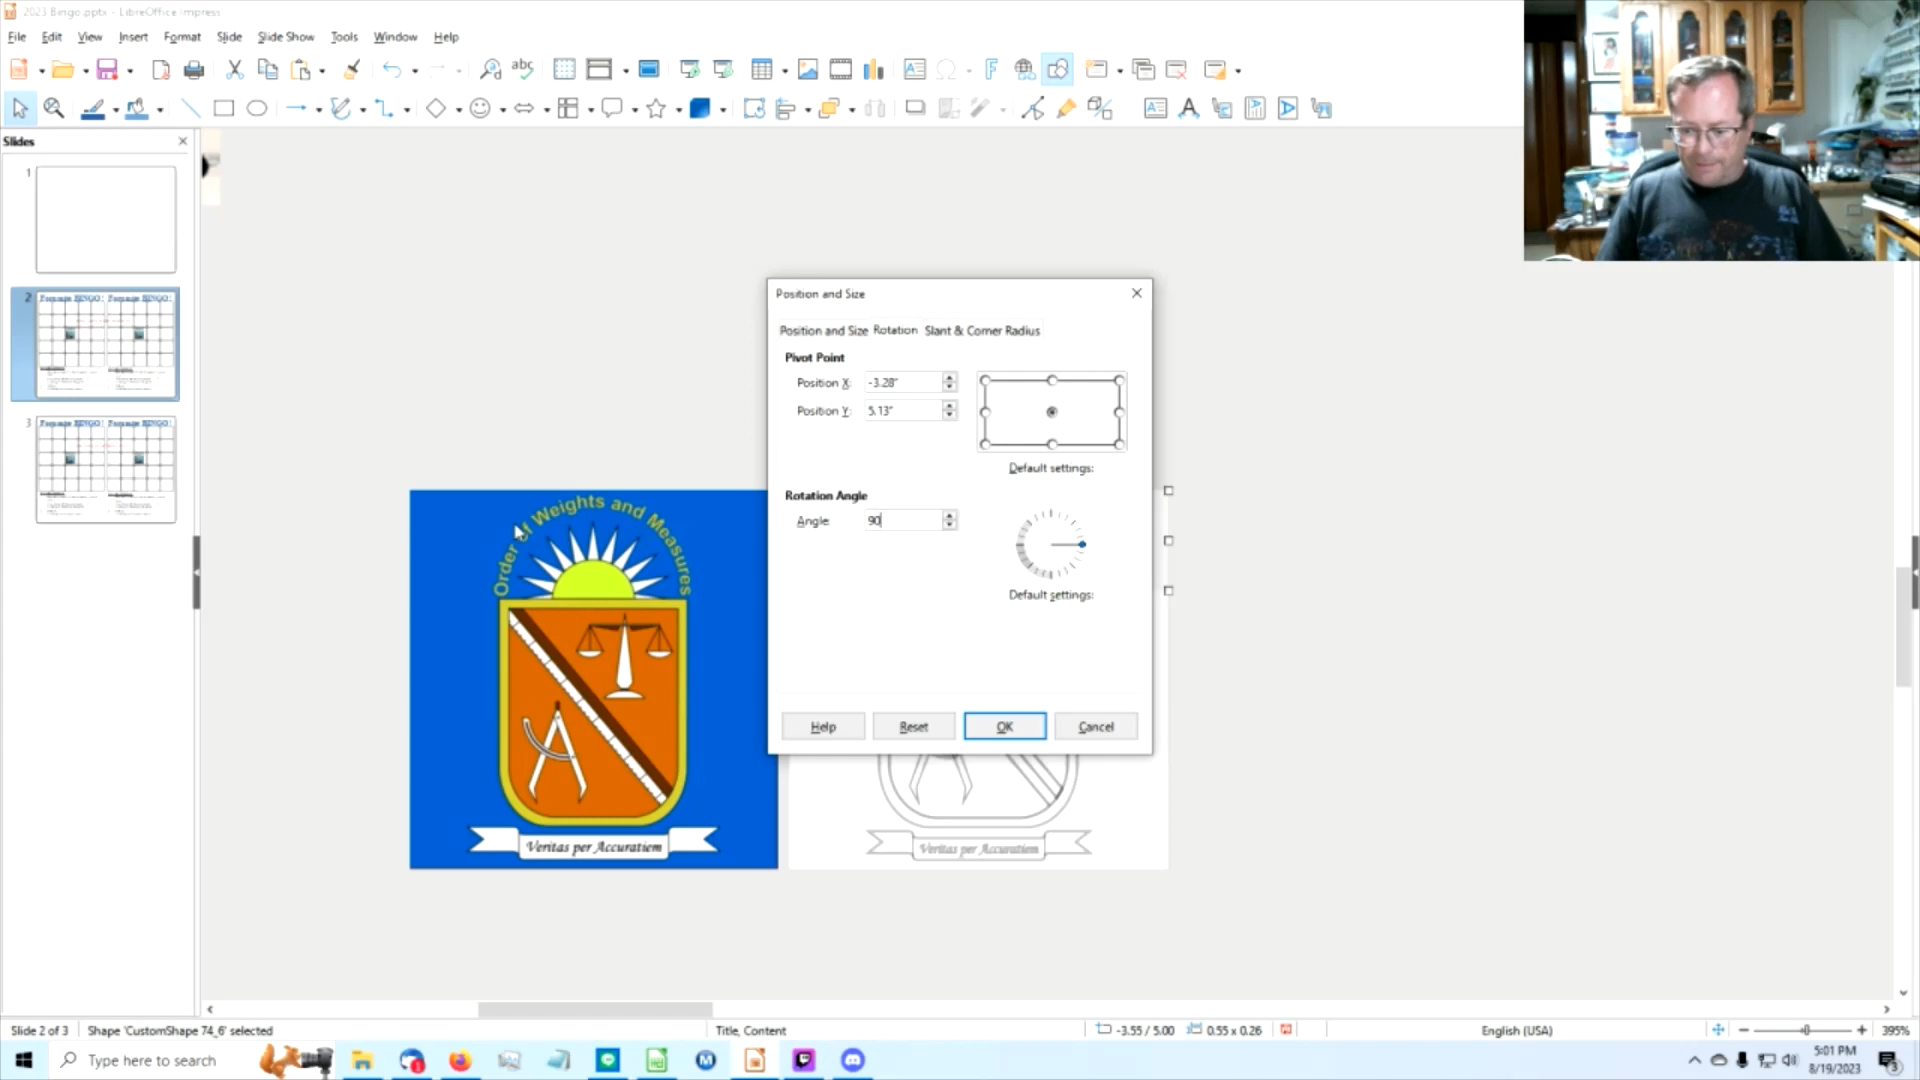 2023 Bingo.pptx - LibreOffice Impress
File Edit View Insert Format Slide Slide Show Tools Window Help
Slides
1
2
3
Position and Size
Position and Size Rotation Slant & Corner Radius
Pivot Point
Position X: -3.28"
Position Y: 5.13"
Default settings:
Rotation Angle
Angle: 90
Default settings:
Help Reset OK Cancel
Order of Weights and Measures
Veritas per Accuratiem
Veritas per Accuratiem
Slide 2 of 3 Shape 'CustomShape 74_6' selected Title, Content -3.55 / 5.00 0.55 x 0.26 English (USA) 395%
Type here to search
5:01 PM
8/19/2023